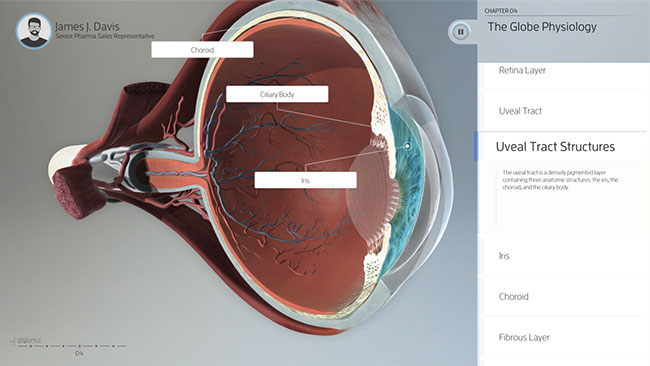 James J. Davis
Senior Pharma Sales Representative
Choroid
Ciliary Body
Iris
04
CHAPTER 04
The Globe Physiology
Retina Layer
Uveal Tract
Uveal Tract Structures
The uveal tract is a densely pigmented layer
containing three anatomic structures: the iris, the
choroid, and the ciliary body.
Iris
Choroid
Fibrous Layer